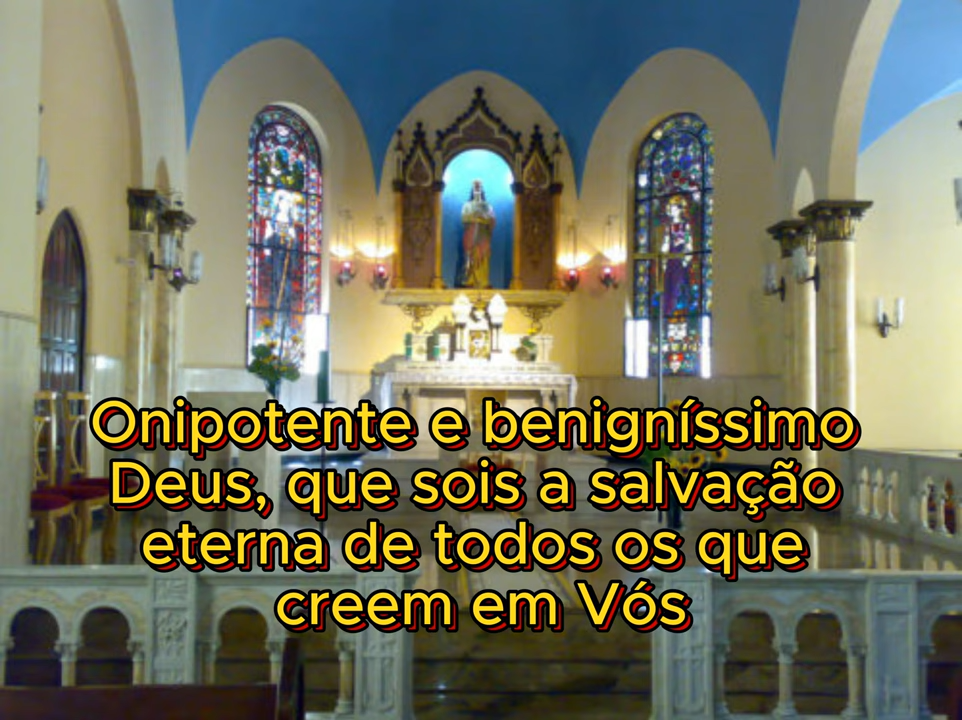 Onipotente e benigníssimo
Deus, que sois a salvação
eterna de todos os que
creem em Vós